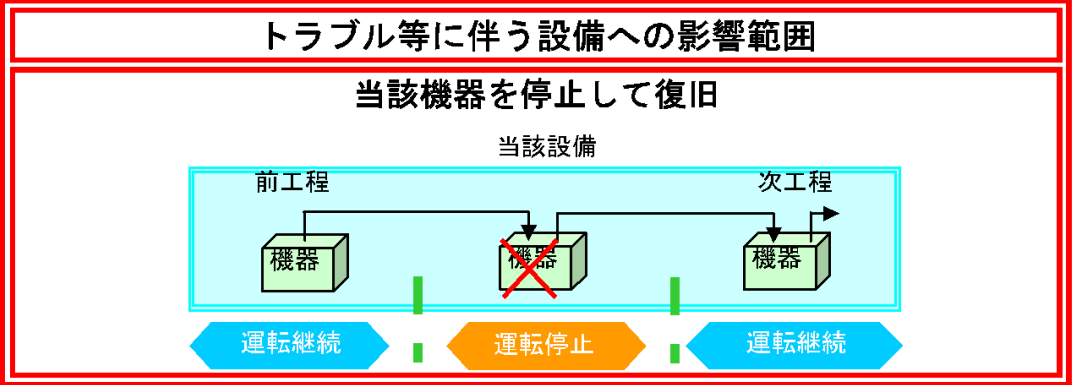 トラブル等に伴う設備への影響範囲
当該機器を停止して復旧
当該設備
前工程
次工程
機器
機器
機器
運転継続
運転停止
運転継続